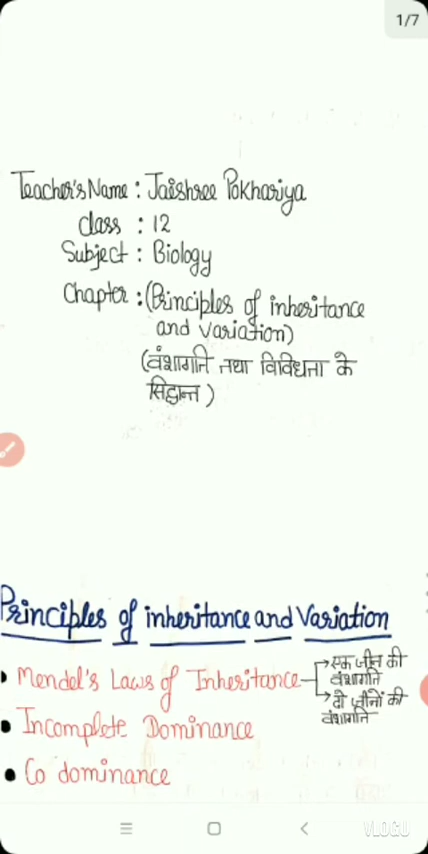 1/7
Teacher's Name : Jaishree Pokhariya
class : 12
Subject : Biology
Chapter : (Principles of inheritance
and variation)
(वंशागति तथा विविधता के
सिद्धान्त)
Principles of inheritance and Variation
• Mendel's Laws of Inheritance → एक जीन की
वंशागति
→ दो जीनों की
वंशागति
• Incomplete Dominance
• Co dominance
VLOGU